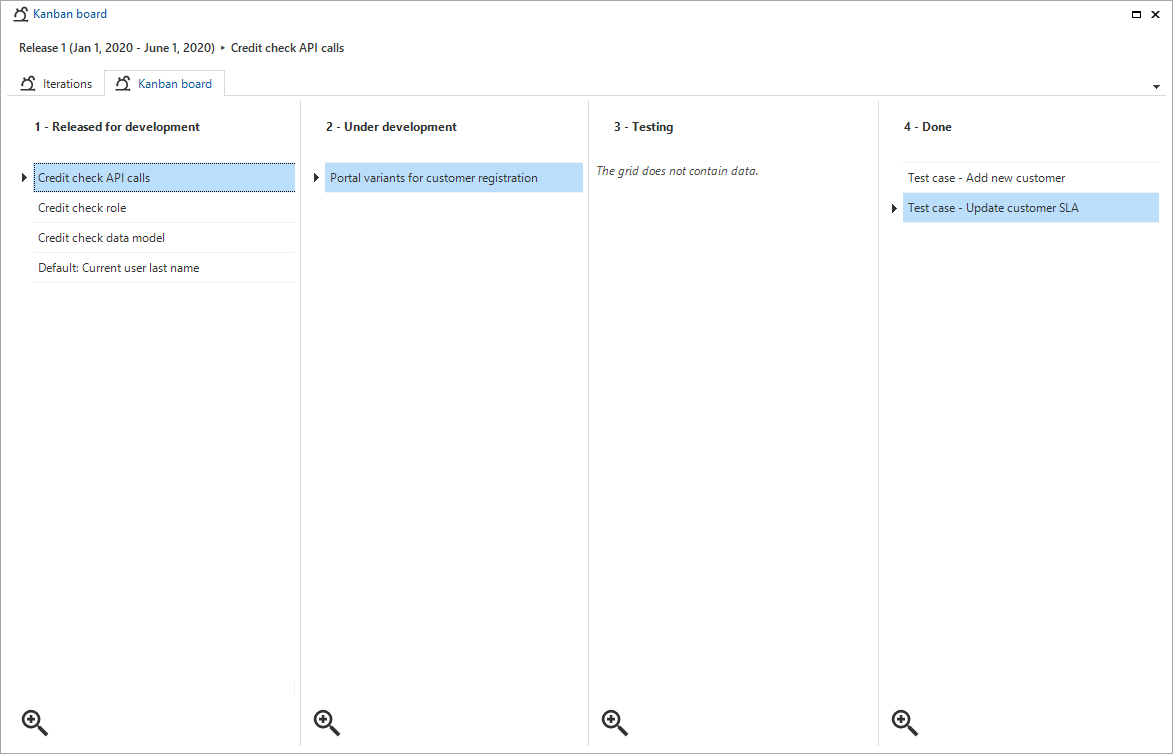 Kanban board
Release 1 (Jan 1, 2020 - June 1, 2020) ‣ Credit check API calls
Iterations
Kanban board
1 - Released for development
Credit check API calls
Credit check role
Credit check data model
Default: Current user last name
2 - Under development
Portal variants for customer registration
3 - Testing
The grid does not contain data.
4 - Done
Test case - Add new customer
Test case - Update customer SLA